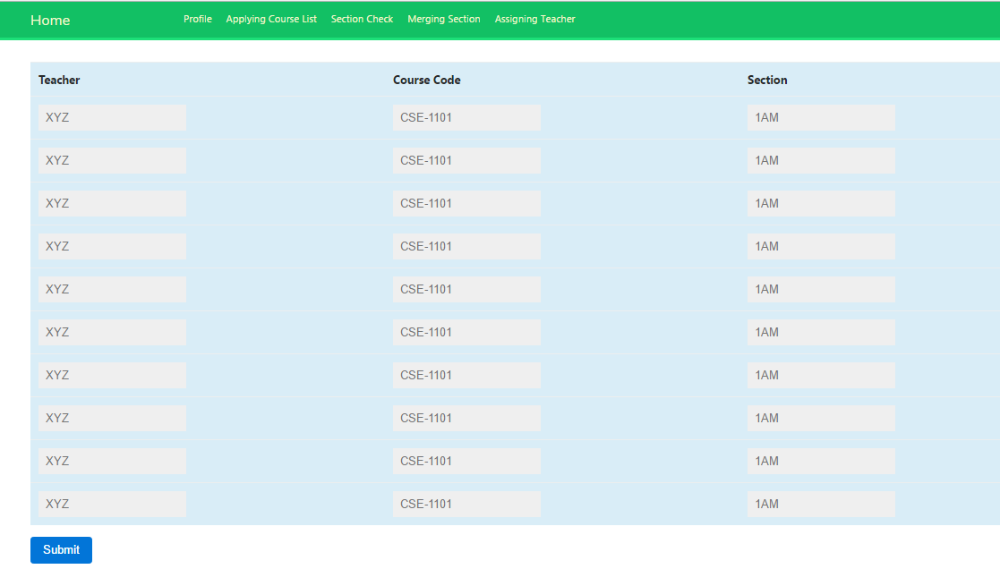 Home Profile Applying Course List Section Check Merging Section Assigning Teacher
Teacher Course Code Section
XYZ CSE-1101 1AM
XYZ CSE-1101 1AM
XYZ CSE-1101 1AM
XYZ CSE-1101 1AM
XYZ CSE-1101 1AM
XYZ CSE-1101 1AM
XYZ CSE-1101 1AM
XYZ CSE-1101 1AM
XYZ CSE-1101 1AM
XYZ CSE-1101 1AM
Submit